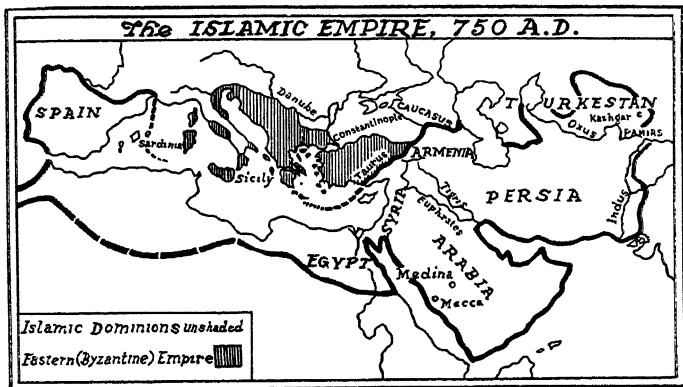 The ISLAMIC EMPIRE, 750 A.D.
SPAIN
Sardinia
Sicily
Danube
Constantinople
CAUCASUS
Taurus
ARMENIA
TURKESTAN
Kashgar
Oxus
PAMIRS
PERSIA
Indus
Tigris
Euphrates
SYRIA
EGYPT
ARABIA
Medina
Mecca
Islamic Dominions unshaded
Eastern (Byzantine) Empire